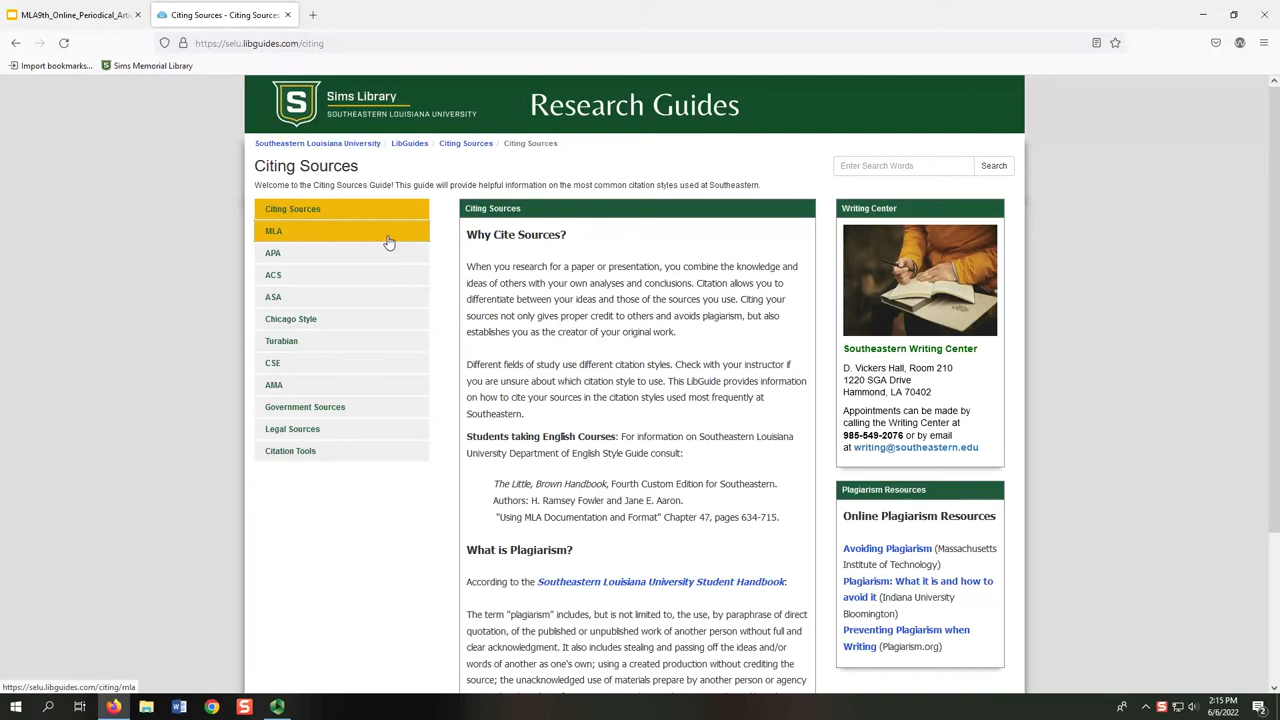 MLA9th_Online_Periodical_Arti
Citing Sources - Citing Sources -
https://selu.libguides.com/citing
Import bookmarks...
Sims Memorial Library
S
Sims Library
SOUTHEASTERN LOUISIANA UNIVERSITY
Research Guides
Southeastern Louisiana University / LibGuides / Citing Sources / Citing Sources
Citing Sources
Enter Search Words
Search
Welcome to the Citing Sources Guide! This guide will provide helpful information on the most common citation styles used at Southeastern.
Citing Sources
MLA
APA
ACS
ASA
Chicago Style
Turabian
CSE
AMA
Government Sources
Legal Sources
Citation Tools
Citing Sources
Why Cite Sources?
When you research for a paper or presentation, you combine the knowledge and
ideas of others with your own analyses and conclusions. Citation allows you to
differentiate between your ideas and those of the sources you use. Citing your
sources not only gives proper credit to others and avoids plagiarism, but also
establishes you as the creator of your original work.
Different fields of study use different citation styles. Check with your instructor if
you are unsure about which citation style to use. This LibGuide provides information
on how to cite your sources in the citation styles used most frequently at
Southeastern.
Students taking English Courses: For information on Southeastern Louisiana
University Department of English Style Guide consult:
The Little, Brown Handbook, Fourth Custom Edition for Southeastern.
Authors: H. Ramsey Fowler and Jane E. Aaron.
"Using MLA Documentation and Format" Chapter 47, pages 634-715.
What is Plagiarism?
According to the Southeastern Louisiana University Student Handbook:
The term "plagiarism" includes, but is not limited to, the use, by paraphrase of direct
quotation, of the published or unpublished work of another person without full and
clear acknowledgment. It also includes stealing and passing off the ideas and/or
words of another as one's own; using a created production without crediting the
source; the unacknowledged use of materials prepare by another person or agency
Writing Center
Southeastern Writing Center
D. Vickers Hall, Room 210
1220 SGA Drive
Hammond, LA 70402
Appointments can be made by
calling the Writing Center at
985-549-2076 or by email
at writing@southeastern.edu
Plagiarism Resources
Online Plagiarism Resources
Avoiding Plagiarism (Massachusetts
Institute of Technology)
Plagiarism: What it is and how to
avoid it (Indiana University
Bloomington)
Preventing Plagiarism when
Writing (Plagiarism.org)
https://selu.libguides.com/citing/mla
2:15 PM
6/6/2022